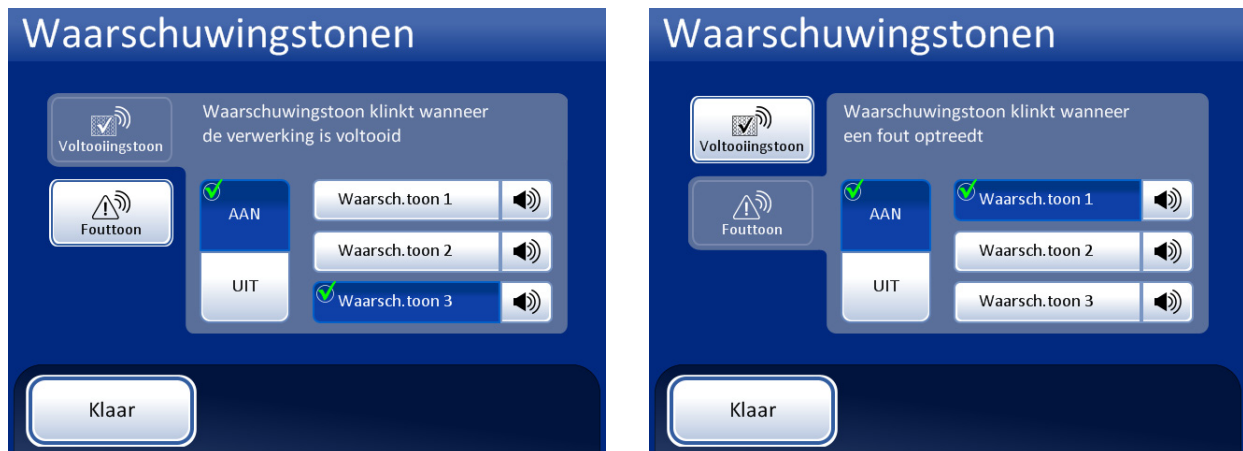 Waarschuwingstonen
Voltooiingstoon
Waarschuwingstoon klinkt wanneer
de verwerking is voltooid
Fouttoon
AAN
UIT
Waarsch.toon 1
Waarsch.toon 2
Waarsch.toon 3
Klaar
Waarschuwingstonen
Voltooiingstoon
Waarschuwingstoon klinkt wanneer
een fout optreedt
Fouttoon
AAN
UIT
Waarsch.toon 1
Waarsch.toon 2
Waarsch.toon 3
Klaar